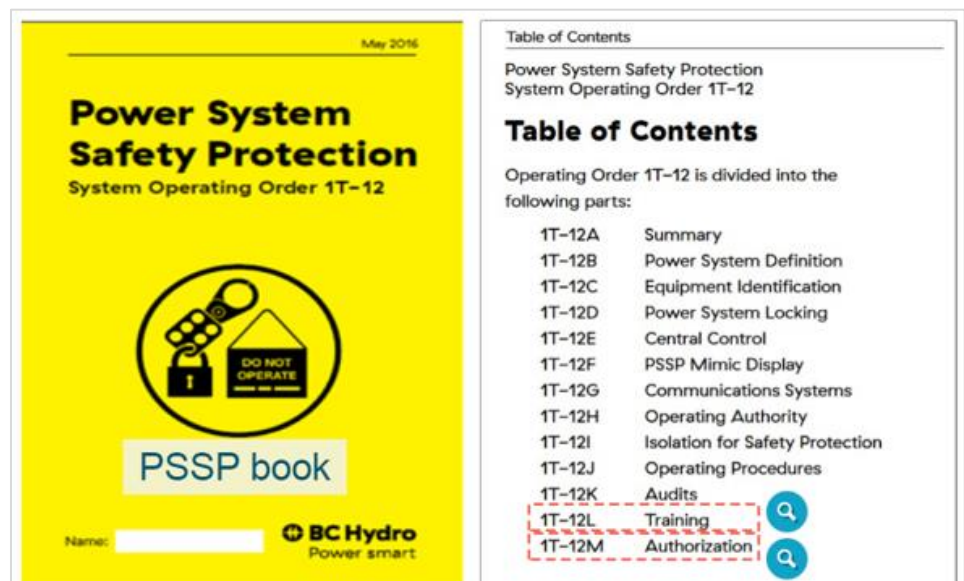 May 2016
Power System
Safety Protection
System Operating Order 1T-12
DO NOT
OPERATE
PSSP book
Name:
BC Hydro
Power smart
Table of Contents
Power System Safety Protection
System Operating Order 1T-12
Table of Contents
Operating Order 1T-12 is divided into the
following parts:
1T-12A Summary
1T-12B Power System Definition
1T-12C Equipment Identification
1T-12D Power System Locking
1T-12E Central Control
1T-12F PSSP Mimic Display
1T-12G Communications Systems
1T-12H Operating Authority
1T-12I Isolation for Safety Protection
1T-12J Operating Procedures
1T-12K Audits
1T-12L Training
1T-12M Authorization